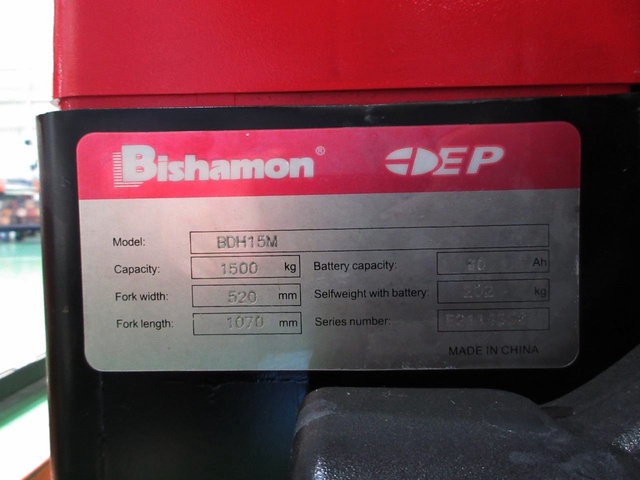 Bishamon® EP
Model: BDH15M
Capacity: 1500 kg Battery capacity: Ah
Fork width: 520 mm Selfweight with battery: kg
Fork length: 1070 mm Series number:
MADE IN CHINA